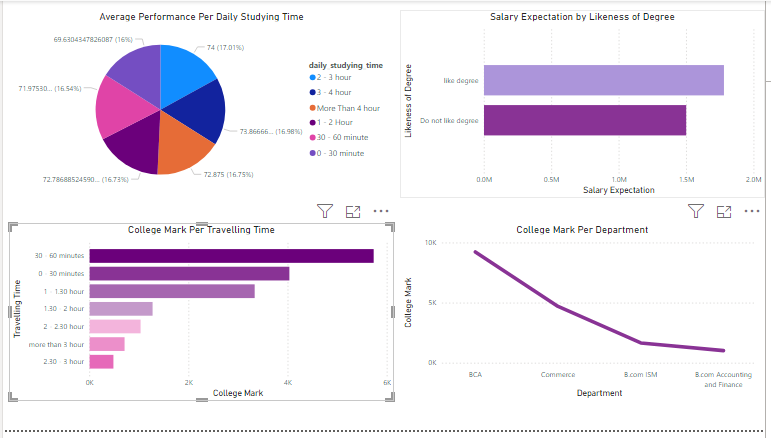 Average Performance Per Daily Studying Time
69.6304347826087 (16%)
74 (17.01%)
71.97530... (16.54%)
73.86666... (16.98%)
72.78688524590... (16.73%)
72.875 (16.75%)
daily studying time
2 - 3 hour
3 - 4 hour
More Than 4 hour
1 - 2 Hour
30 - 60 minute
0 - 30 minute
Salary Expectation by Likeness of Degree
Likeness of Degree
like degree
Do not like degree
0.0M 0.5M 1.0M 1.5M 2.0M
Salary Expectation
College Mark Per Travelling Time
Travelling Time
30 - 60 minutes
0 - 30 minutes
1 - 1.30 hour
1.30 - 2 hour
2 - 2.30 hour
more than 3 hour
2.30 - 3 hour
0K 2K 4K 6K
College Mark
College Mark Per Department
College Mark
10K
5K
0K
BCA Commerce B.com ISM B.com Accounting
and Finance
Department